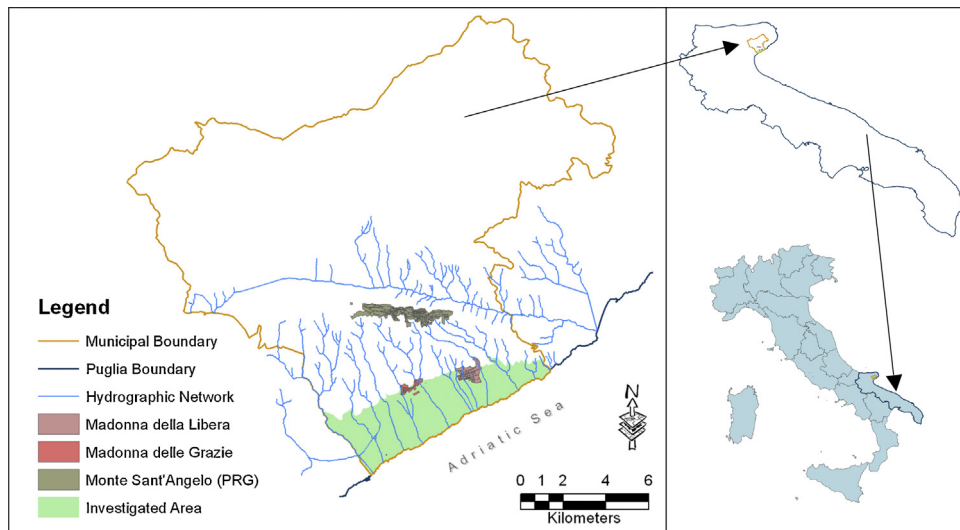 Legend
Municipal Boundary
Puglia Boundary
Hydrographic Network
Madonna della Libera
Madonna delle Grazie
Monte Sant'Angelo (PRG)
Investigated Area
Adriatic Sea
N
0 1 2 4 6
Kilometers